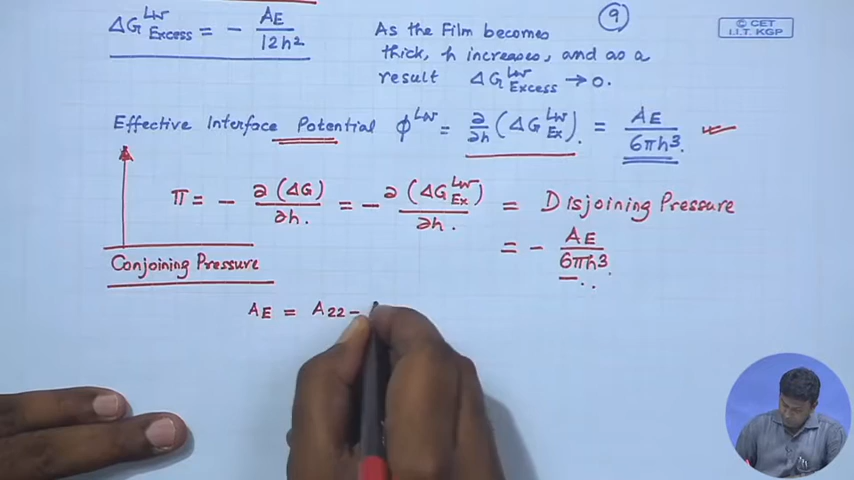 ΔG^LW_Excess = - A_E / 12h² 
As the Film becomes
thick, h increases, and as a
result ΔG^LW_Excess → 0.
9
© CET
I.I.T. KGP
Effective Interface Potential ϕ^LW = ∂/∂h (ΔG^LW_Ex). = A_E / 6πh³.
π = - ∂(ΔG)/∂h. = - ∂(ΔG^LW_Ex)/∂h. = Disjoining Pressure
= - A_E / 6πh³.
Conjoining Pressure
A_E = A_22 -